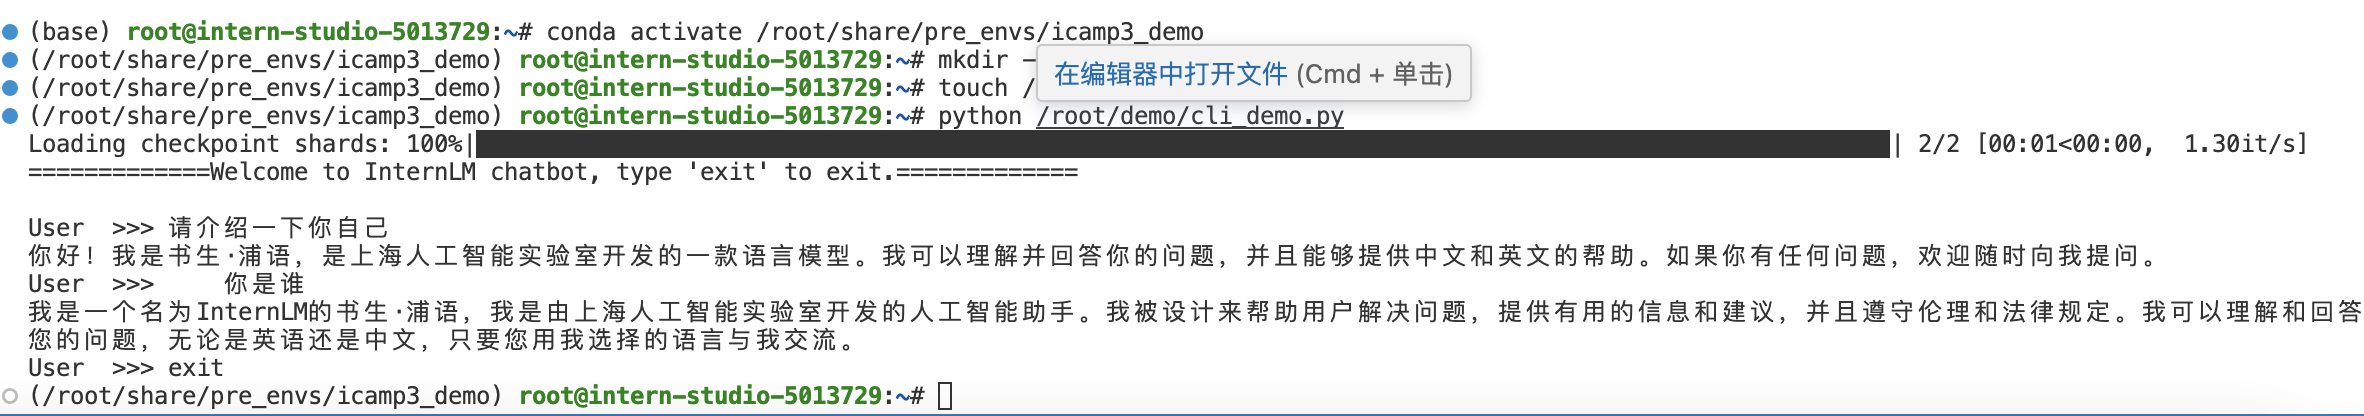 (base) root@intern-studio-5013729:~# conda activate /root/share/pre_envs/icamp3_demo
(/root/share/pre_envs/icamp3_demo) root@intern-studio-5013729:~# mkdir -
在编辑器中打开文件 (Cmd + 单击)
(/root/share/pre_envs/icamp3_demo) root@intern-studio-5013729:~# touch /
(/root/share/pre_envs/icamp3_demo) root@intern-studio-5013729:~# python /root/demo/cli_demo.py
Loading checkpoint shards: 100%|██████████| 2/2 [00:01<00:00,  1.30it/s]
=============Welcome to InternLM chatbot, type 'exit' to exit.=============
User  >>> 请介绍一下你自己
你好！我是书生·浦语，是上海人工智能实验室开发的一款语言模型。我可以理解并回答你的问题，并且能够提供中文和英文的帮助。如果你有任何问题，欢迎随时向我提问。
User  >>>     你是谁
我是一个名为InternLM的书生·浦语，我是由上海人工智能实验室开发的人工智能助手。我被设计来帮助用户解决问题，提供有用的信息和建议，并且遵守伦理和法律规定。我可以理解和回答
您的问题，无论是英语还是中文，只要您用我选择的语言与我交流。
User  >>> exit
(/root/share/pre_envs/icamp3_demo) root@intern-studio-5013729:~#